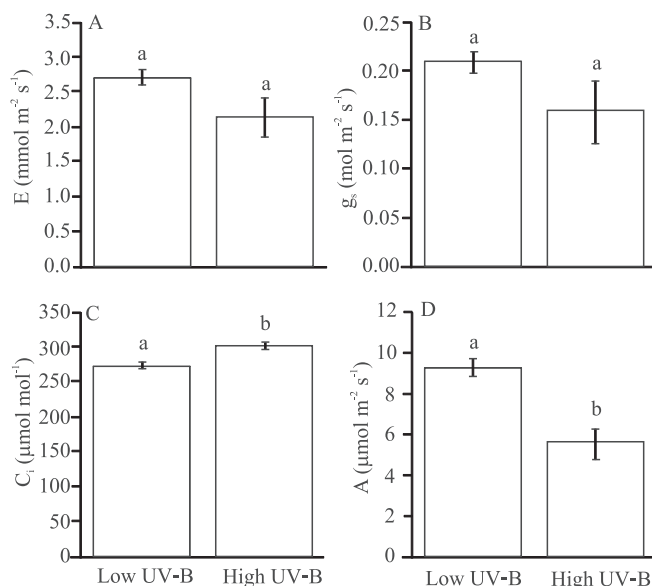 A
a
a
E (mmol m⁻² s⁻¹)
3.0
2.5
2.0
1.5
1.0
0.5
0.0
B
a
a
gₛ (mol m⁻² s⁻¹)
0.25
0.20
0.15
0.10
0.05
0.00
C
a
b
Cᵢ (µmol mol⁻¹)
350
300
250
200
150
100
50
0
Low UV-B
High UV-B
D
a
b
A (µmol m⁻² s⁻¹)
12
10
8
6
4
2
0
Low UV-B
High UV-B